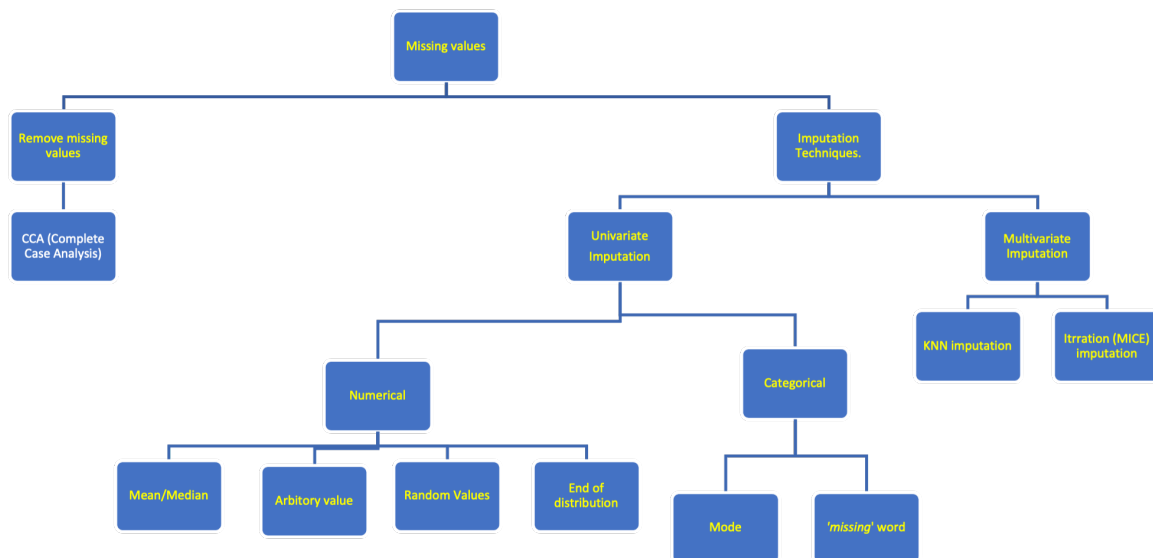 Missing values
Remove missing
values
Imputation
Techniques.
CCA (Complete
Case Analysis)
Univariate
Imputation
Multivariate
Imputation
KNN imputation
Itrration (MICE)
imputation
Numerical
Categorical
Mean/Median
Arbitory value
Random Values
End of
distribution
Mode
'missing' word